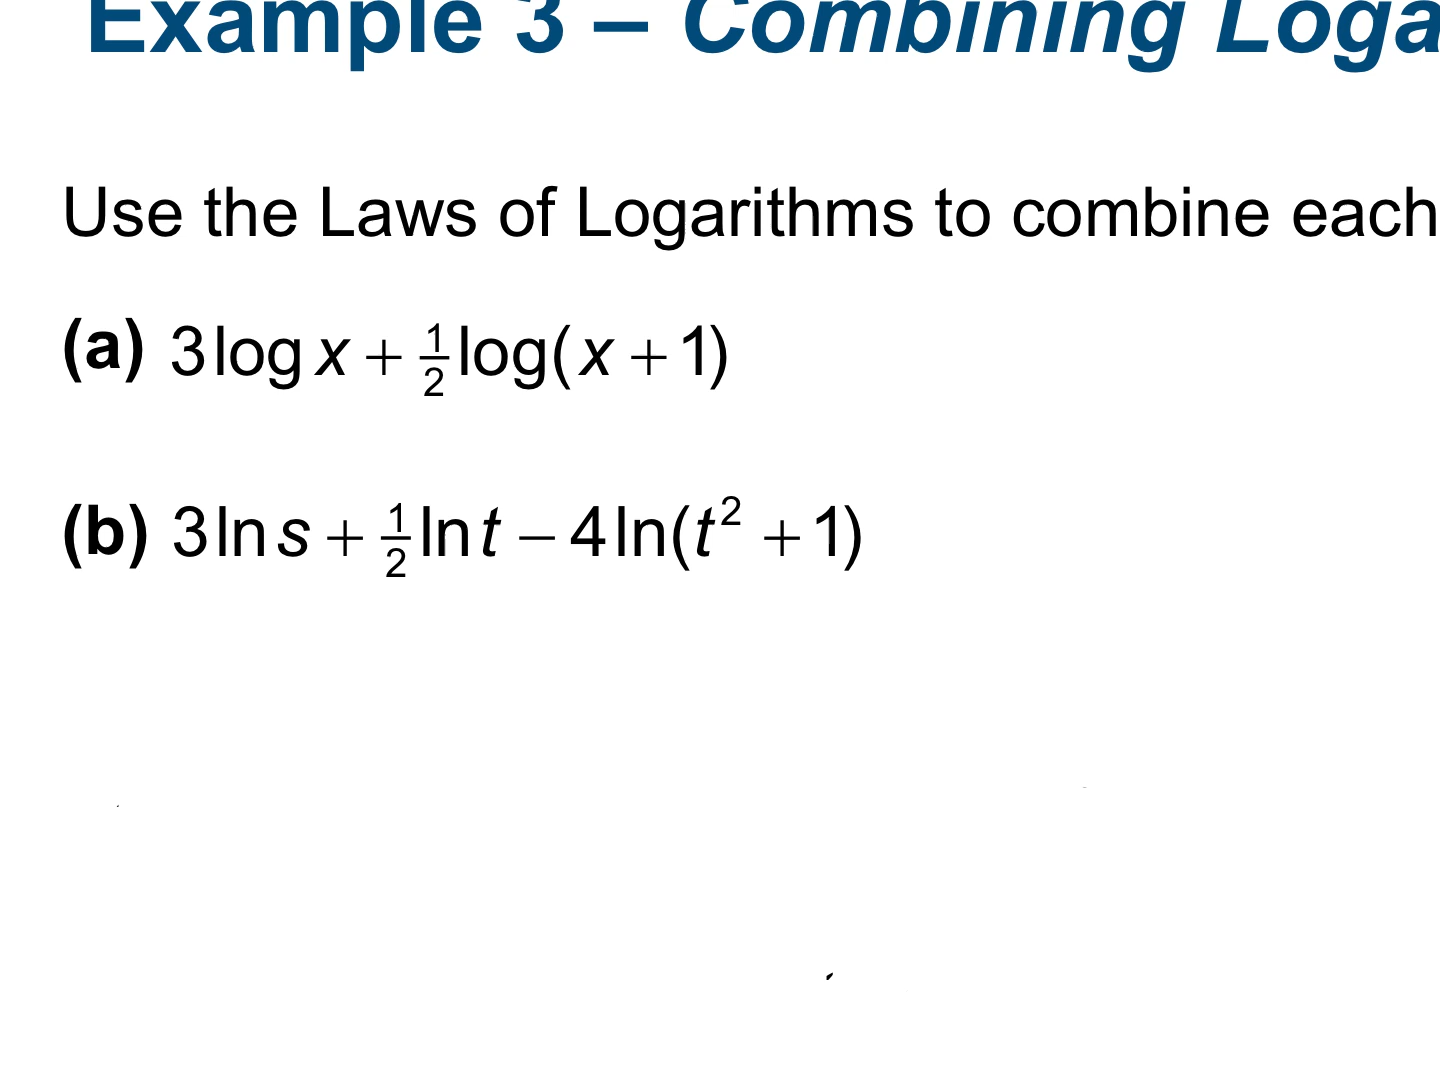 Example 3 – Combining Loga
Use the Laws of Logarithms to combine each
(a) 3 log x + 1/2 log(x + 1)
(b) 3 ln s + 1/2 ln t – 4 ln(t² + 1)